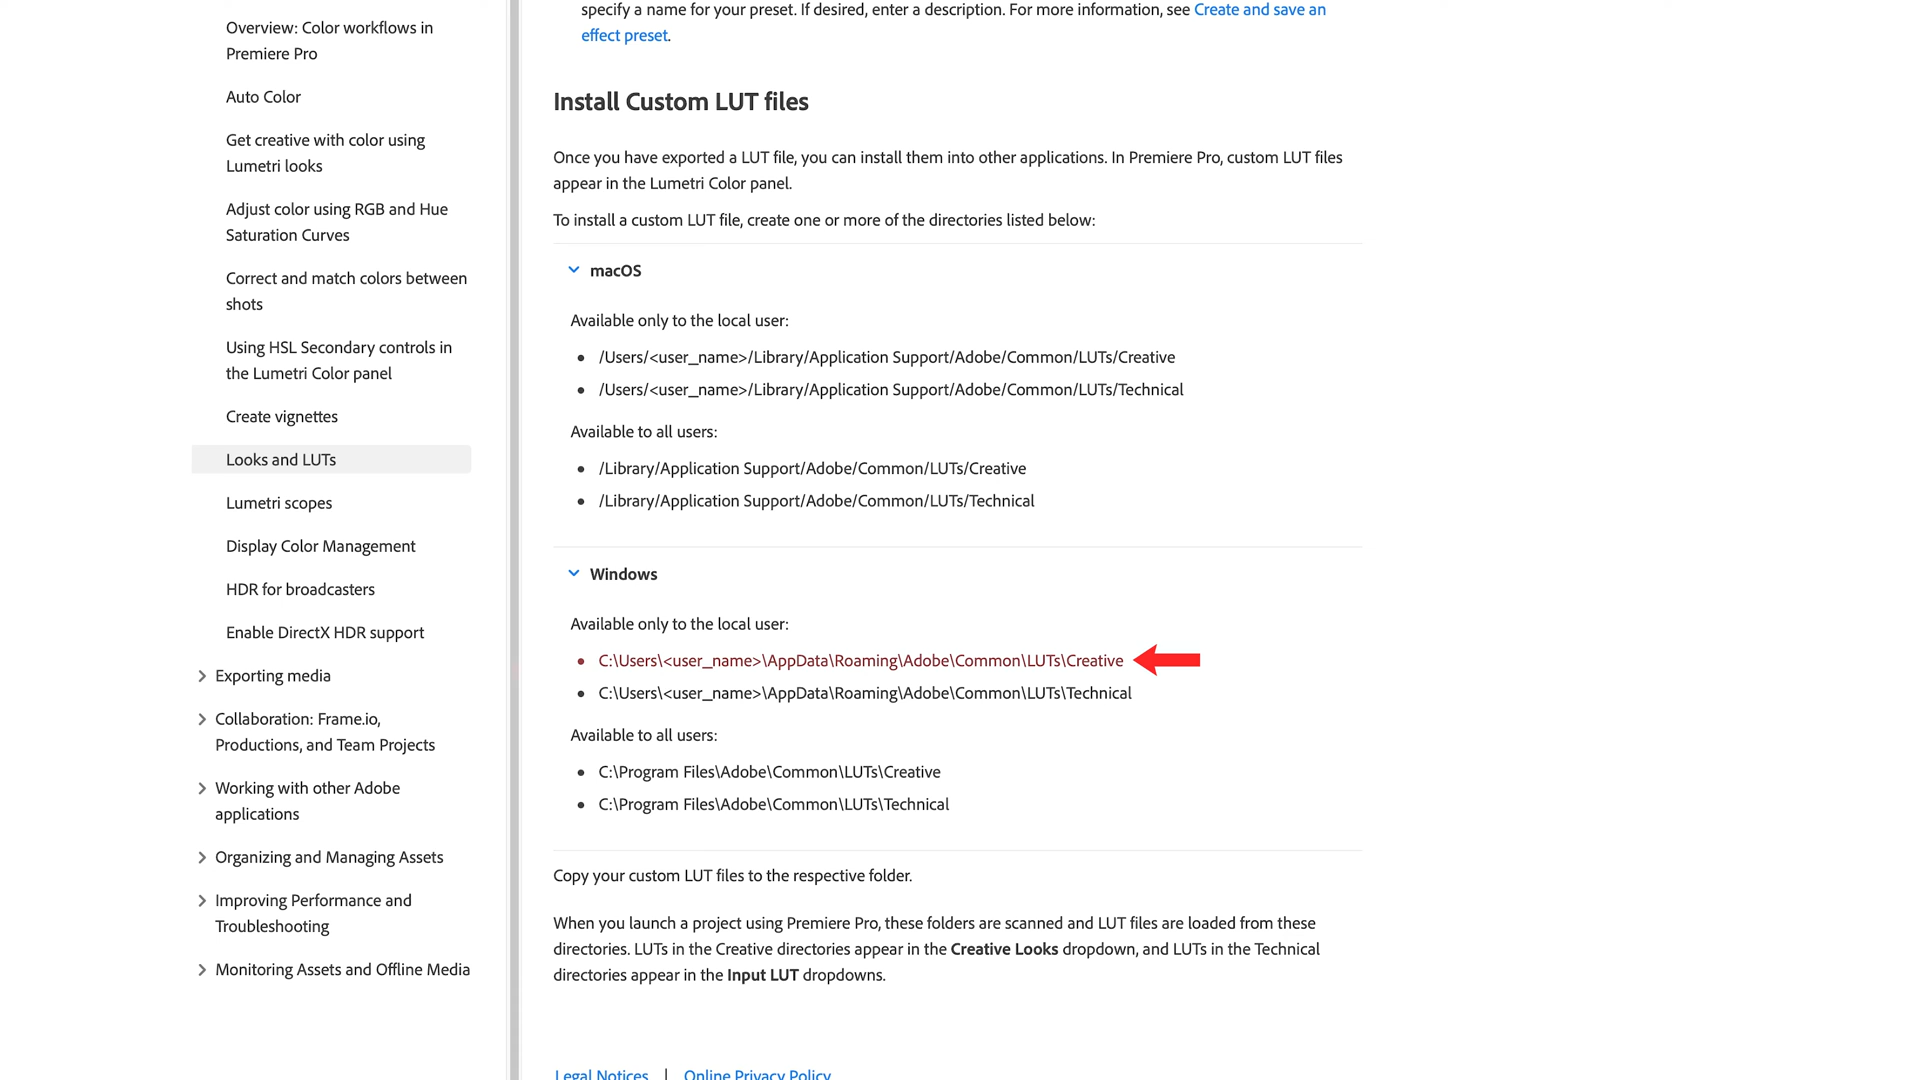 Overview: Color workflows in
Premiere Pro
Auto Color
Get creative with color using
Lumetri looks
Adjust color using RGB and Hue
Saturation Curves
Correct and match colors between
shots
Using HSL Secondary controls in
the Lumetri Color panel
Create vignettes
Looks and LUTs
Lumetri scopes
Display Color Management
HDR for broadcasters
Enable DirectX HDR support
Exporting media
Collaboration: Frame.io,
Productions, and Team Projects
Working with other Adobe
applications
Organizing and Managing Assets
Improving Performance and
Troubleshooting
Monitoring Assets and Offline Media
specify a name for your preset. If desired, enter a description. For more information, see Create and save an
effect preset.
Install Custom LUT files
Once you have exported a LUT file, you can install them into other applications. In Premiere Pro, custom LUT files
appear in the Lumetri Color panel.
To install a custom LUT file, create one or more of the directories listed below:
macOS
Available only to the local user:
/Users/<user_name>/Library/Application Support/Adobe/Common/LUTs/Creative
/Users/<user_name>/Library/Application Support/Adobe/Common/LUTs/Technical
Available to all users:
/Library/Application Support/Adobe/Common/LUTs/Creative
/Library/Application Support/Adobe/Common/LUTs/Technical
Windows
Available only to the local user:
C:\Users\<user_name>\AppData\Roaming\Adobe\Common\LUTs\Creative
C:\Users\<user_name>\AppData\Roaming\Adobe\Common\LUTs\Technical
Available to all users:
C:\Program Files\Adobe\Common\LUTs\Creative
C:\Program Files\Adobe\Common\LUTs\Technical
Copy your custom LUT files to the respective folder.
When you launch a project using Premiere Pro, these folders are scanned and LUT files are loaded from these
directories. LUTs in the Creative directories appear in the Creative Looks dropdown, and LUTs in the Technical
directories appear in the Input LUT dropdowns.
Legal Notices | Online Privacy Policy